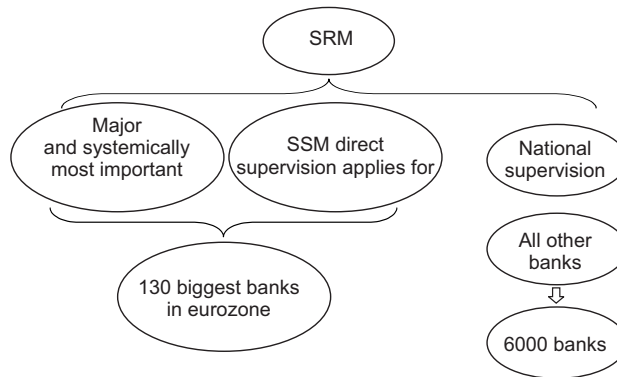 SRM
Major
and systemically
most important
SSM direct
supervision applies for
National
supervision
130 biggest banks
in eurozone
All other
banks
6000 banks